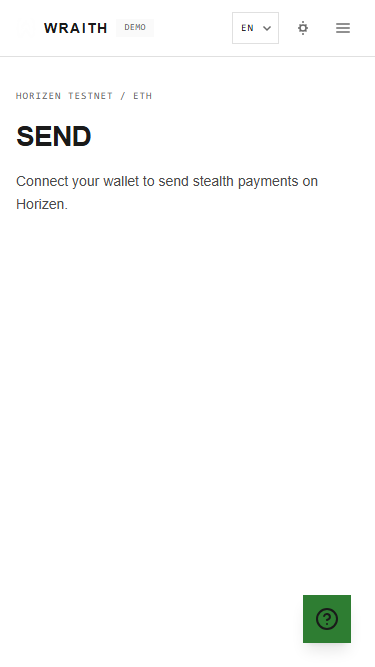 WRAITH DEMO EN
HORIZEN TESTNET / ETH
SEND
Connect your wallet to send stealth payments on
Horizen.
?